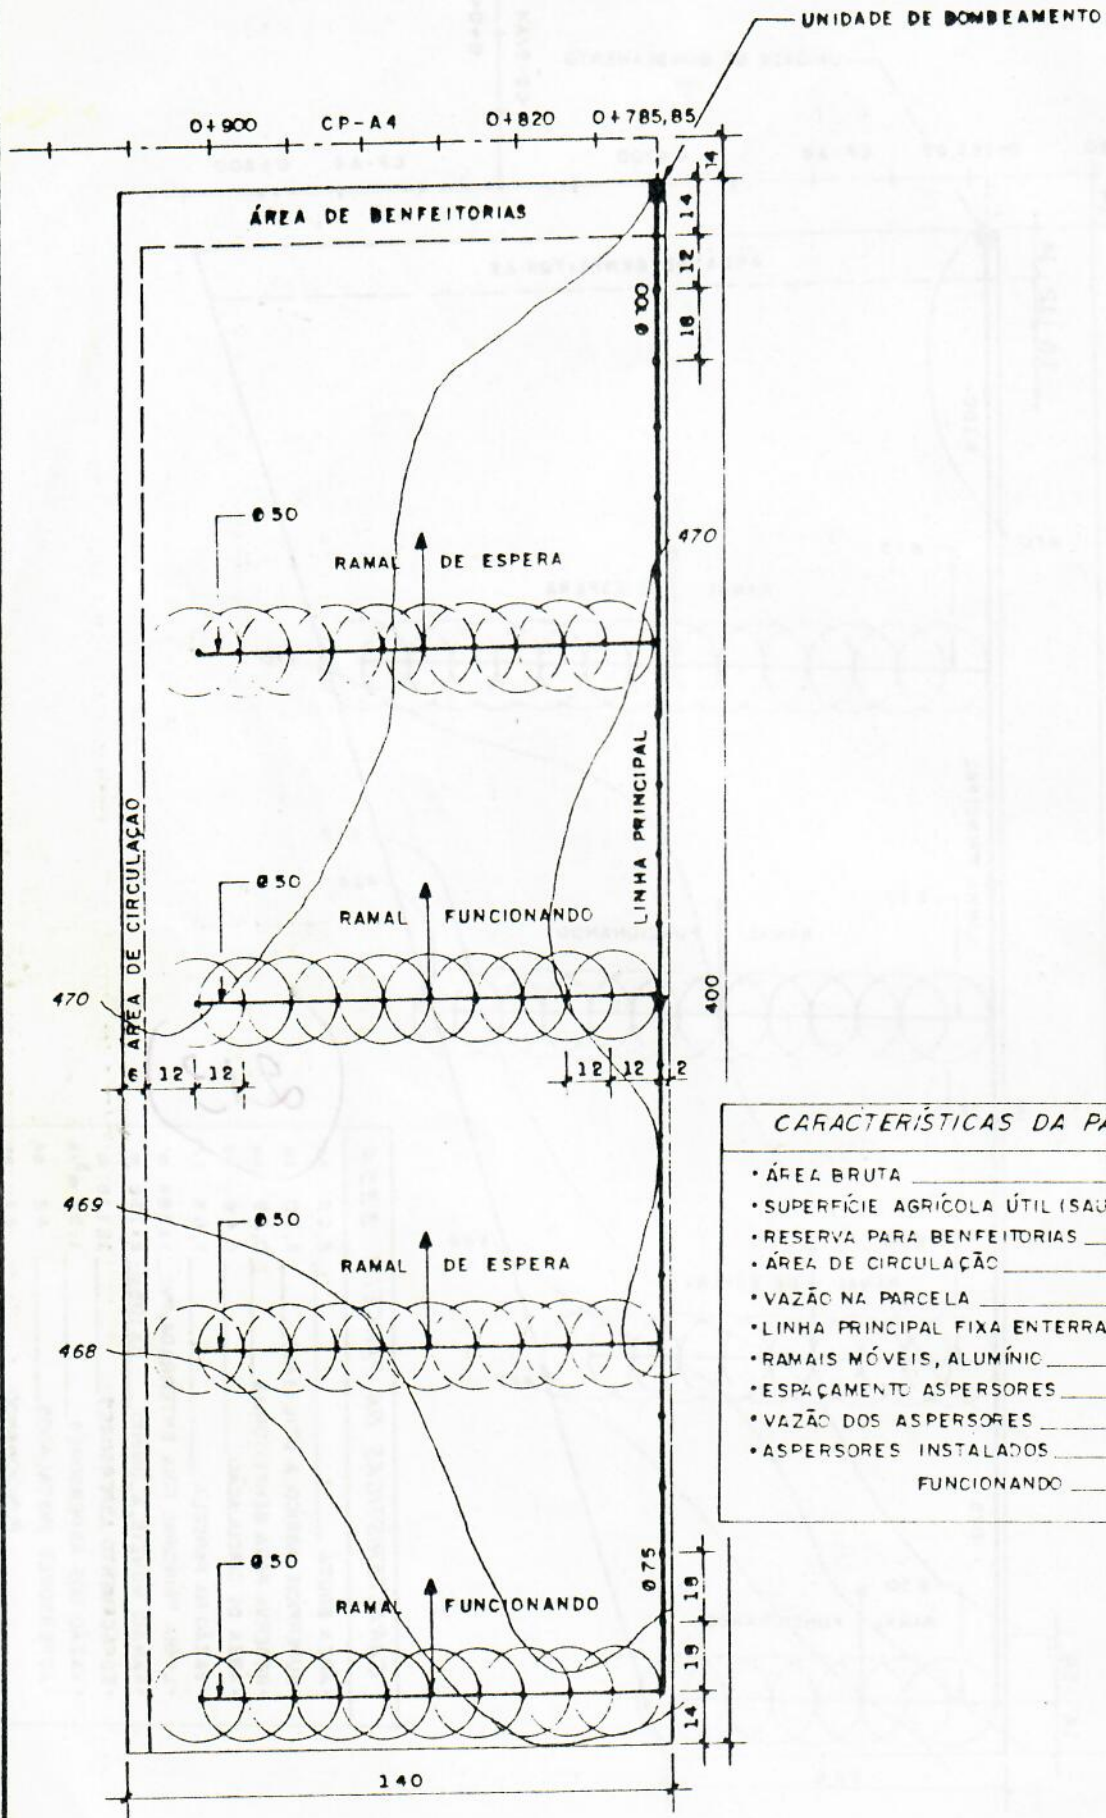 UNIDADE DE BOMBEAMENTO
0+900 CP-A4 0+820 0+785,85
14
ÁREA DE BENFEITORIAS
14
12
18
Ø 100
Ø 50
470
RAMAL DE ESPERA
LINHA PRINCIPAL
ÁREA DE CIRCULAÇÃO
Ø 50
RAMAL FUNCIONANDO
470
400
6 12 12
12 12 2
CARACTERÍSTICAS DA PA
• ÁREA BRUTA
• SUPERFÍCIE AGRÍCOLA ÚTIL (SAU
• RESERVA PARA BENFEITORIAS
• ÁREA DE CIRCULAÇÃO
• VAZÃO NA PARCELA
• LINHA PRINCIPAL FIXA ENTERRA
• RAMAIS MÓVEIS, ALUMÍNIO
• ESPAÇAMENTO ASPERSORES
• VAZÃO DOS ASPERSORES
• ASPERSORES INSTALADOS
FUNCIONANDO
469
Ø 50
RAMAL DE ESPERA
468
Ø 50
Ø 75
RAMAL FUNCIONANDO
18
18
14
140